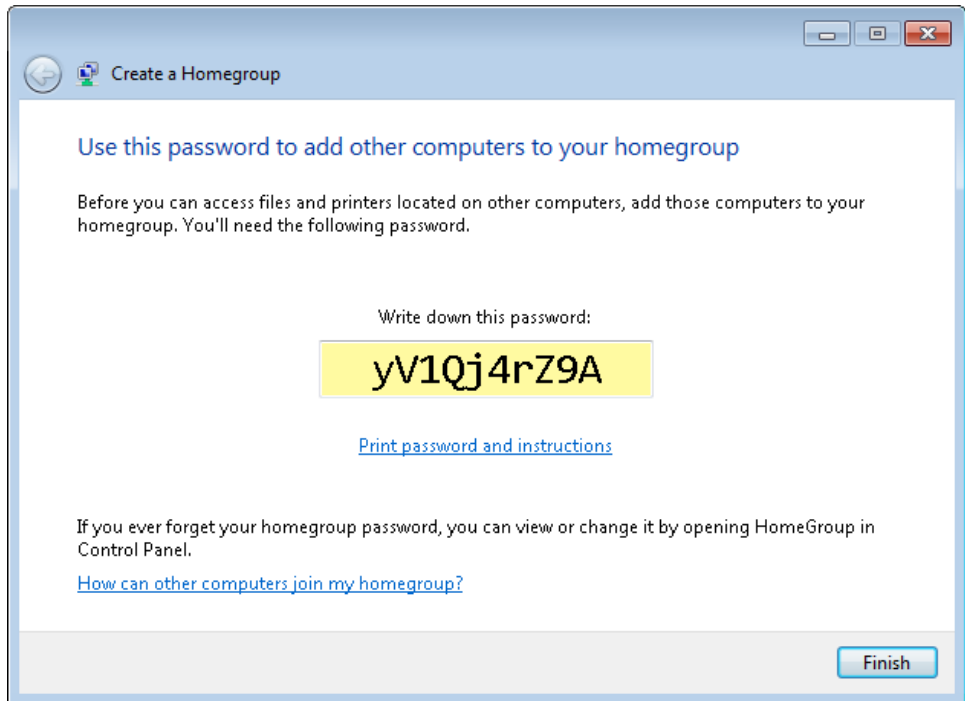 Create a Homegroup
Use this password to add other computers to your homegroup
Before you can access files and printers located on other computers, add those computers to your
homegroup. You'll need the following password.
Write down this password:
yV1Qj4rZ9A
Print password and instructions
If you ever forget your homegroup password, you can view or change it by opening HomeGroup in
Control Panel.
How can other computers join my homegroup?
Finish